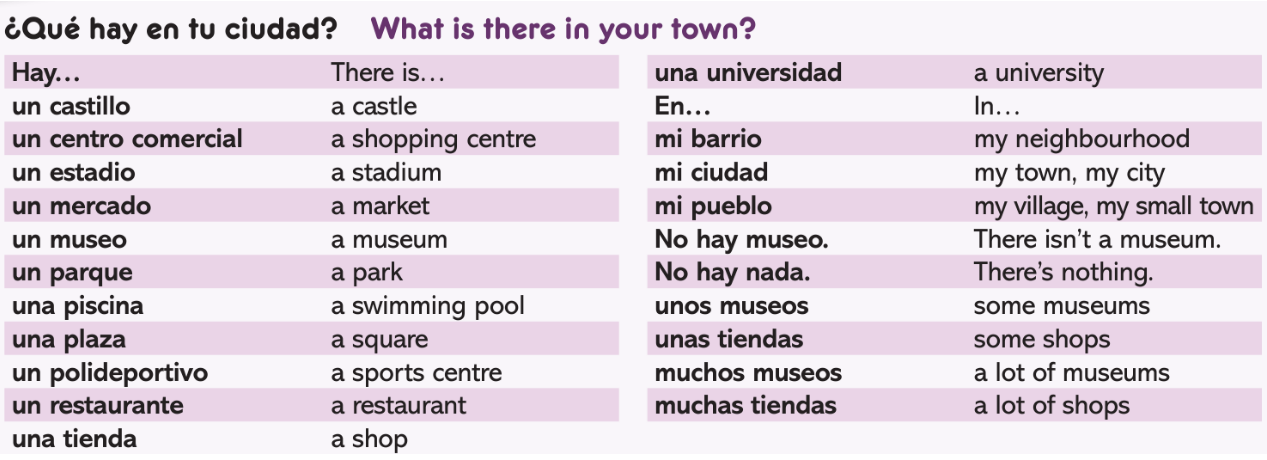 ¿Qué hay en tu ciudad? What is there in your town?
Hay… There is…
un castillo a castle
un centro comercial a shopping centre
un estadio a stadium
un mercado a market
un museo a museum
un parque a park
una piscina a swimming pool
una plaza a square
un polideportivo a sports centre
un restaurante a restaurant
una tienda a shop
una universidad a university
En… In…
mi barrio my neighbourhood
mi ciudad my town, my city
mi pueblo my village, my small town
No hay museo. There isn't a museum.
No hay nada. There's nothing.
unos museos some museums
unas tiendas some shops
muchos museos a lot of museums
muchas tiendas a lot of shops